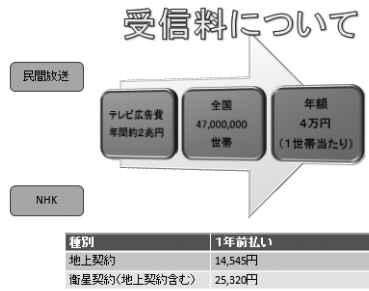 受信料について
民間放送
テレビ広告費
年間約2兆円
全国
47,000,000
世帯
年額
4万円
(1世帯当たり)
NHK
種別 1年前払い
地上契約 14,545円
衛星契約(地上契約含む) 25,320円